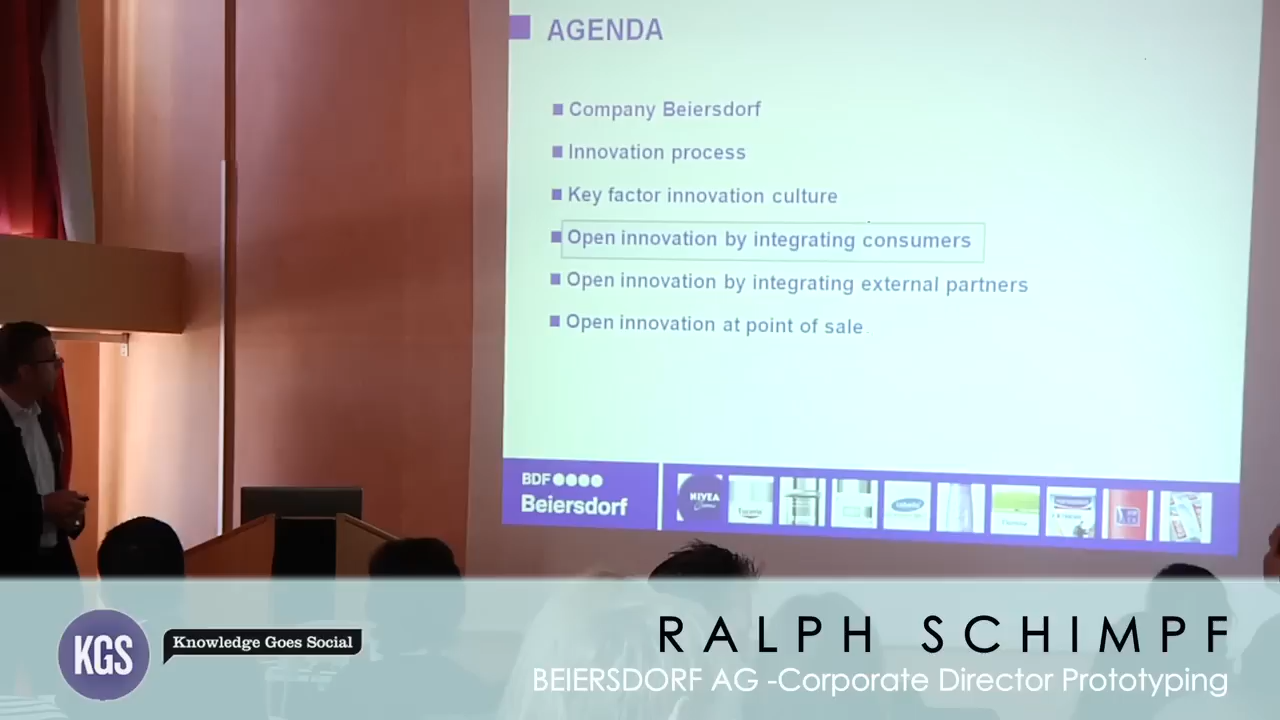 AGENDA
Company Beiersdorf
Innovation process
Key factor innovation culture
Open innovation by integrating consumers
Open innovation by integrating external partners
Open innovation at point of sale
BDF
Beiersdorf
NIVEA
Creme
Eucerin
KGS
Knowledge Goes Social
RALPH SCHIMPF
BEIERSDORF AG -Corporate Director Prototyping